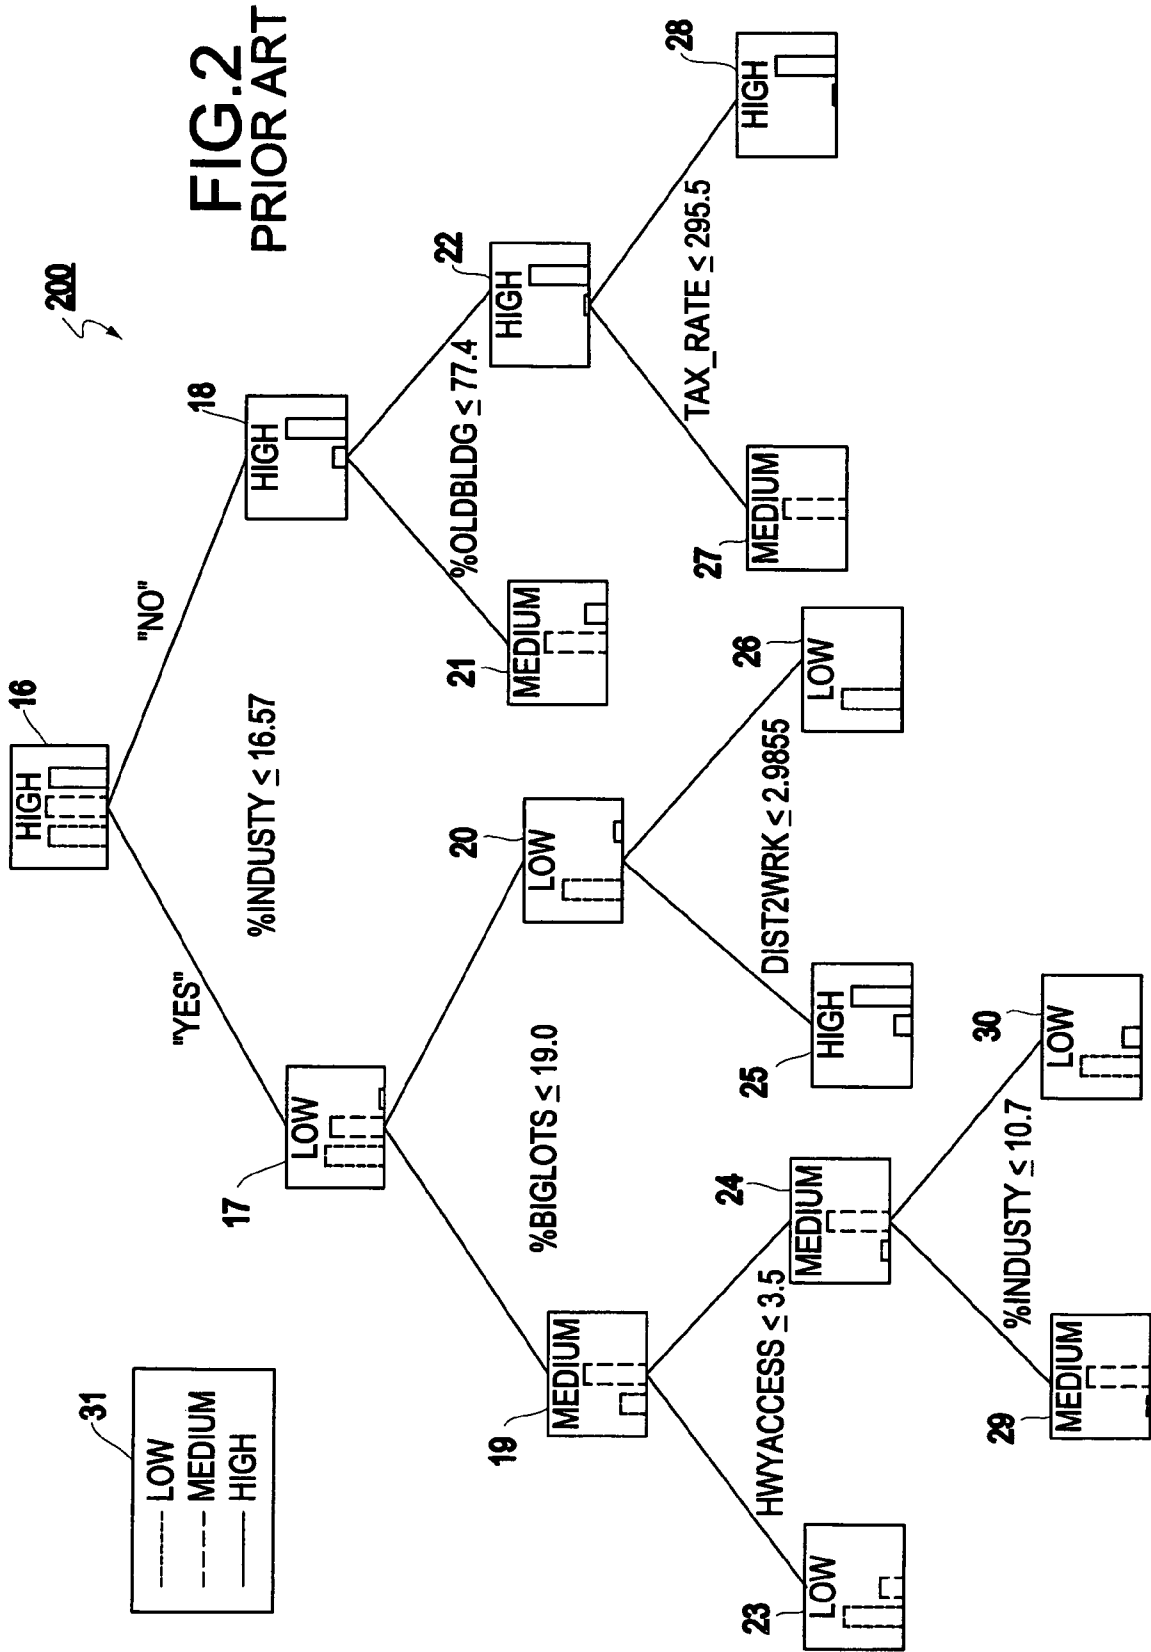 FIG.2
PRIOR ART
200
31
LOW
MEDIUM
HIGH
16
HIGH
"YES"
"NO"
%INDUSTY ≤ 16.57
17
LOW
18
HIGH
%BIGLOTS ≤ 19.0
%OLDBLDG ≤ 77.4
19
MEDIUM
20
LOW
21
MEDIUM
22
HIGH
HWYACCESS ≤ 3.5
DIST2WRK ≤ 2.9855
TAX_RATE ≤ 295.5
23
LOW
24
MEDIUM
25
HIGH
26
LOW
27
MEDIUM
28
HIGH
%INDUSTY ≤ 10.7
29
MEDIUM
30
LOW